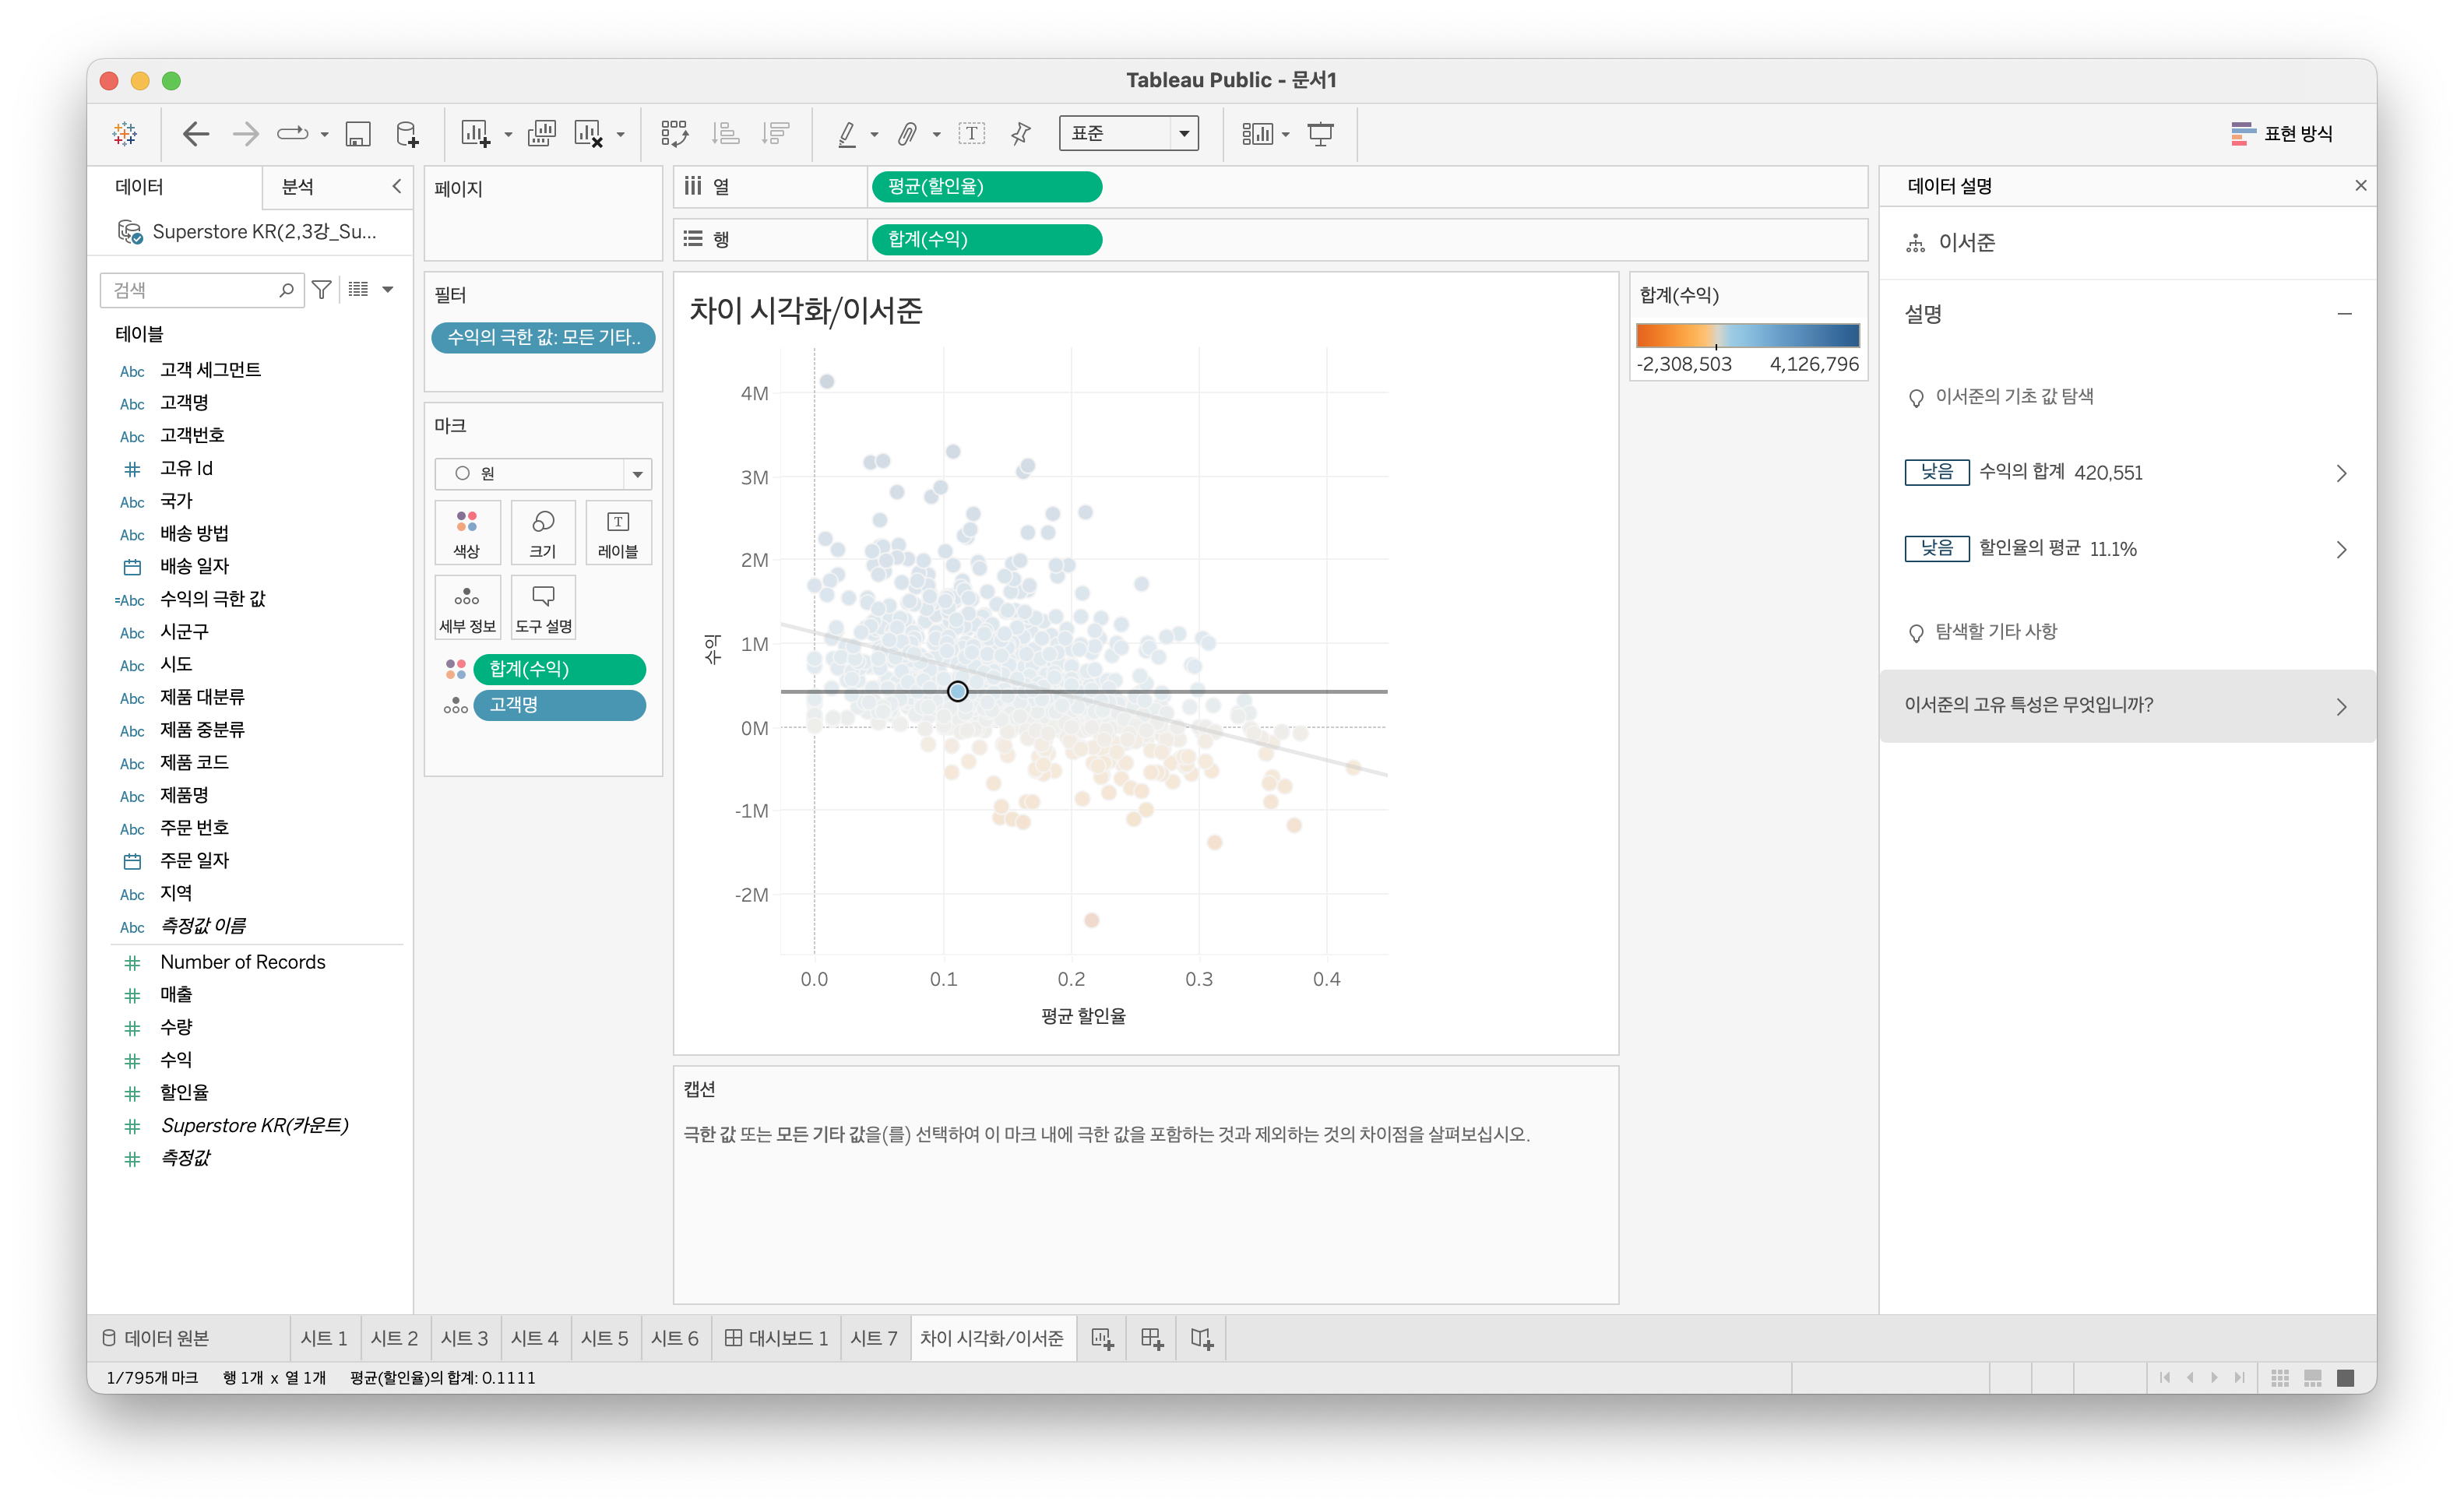 Tableau Public - 문서1
표준
표현 방식
데이터
분석
Superstore KR(2,3강_Su...
검색
테이블
Abc 고객 세그먼트
Abc 고객명
Abc 고객번호
고유 Id
Abc 국가
Abc 배송 방법
배송 일자
=Abc 수익의 극한 값
Abc 시군구
Abc 시도
Abc 제품 대분류
Abc 제품 중분류
Abc 제품 코드
Abc 제품명
Abc 주문 번호
주문 일자
Abc 지역
Abc 측정값 이름
Number of Records
매출
수량
수익
할인율
Superstore KR(카운트)
측정값
페이지
필터
수익의 극한 값: 모든 기타..
마크
원
색상
크기
레이블
세부 정보
도구 설명
합계(수익)
고객명
열
평균(할인율)
행
합계(수익)
차이 시각화/이서준
4M
3M
2M
1M
0M
-1M
-2M
수익
0.0
0.1
0.2
0.3
0.4
평균 할인율
합계(수익)
-2,308,503
4,126,796
캡션
극한 값 또는 모든 기타 값을(를) 선택하여 이 마크 내에 극한 값을 포함하는 것과 제외하는 것의 차이점을 살펴보십시오.
데이터 설명
이서준
설명
이서준의 기초 값 탐색
낮음 수익의 합계 420,551
낮음 할인율의 평균 11.1%
탐색할 기타 사항
이서준의 고유 특성은 무엇입니까?
데이터 원본
시트 1
시트 2
시트 3
시트 4
시트 5
시트 6
대시보드 1
시트 7
차이 시각화/이서준
1/795개 마크
행 1개 x 열 1개
평균(할인율)의 합계: 0.1111